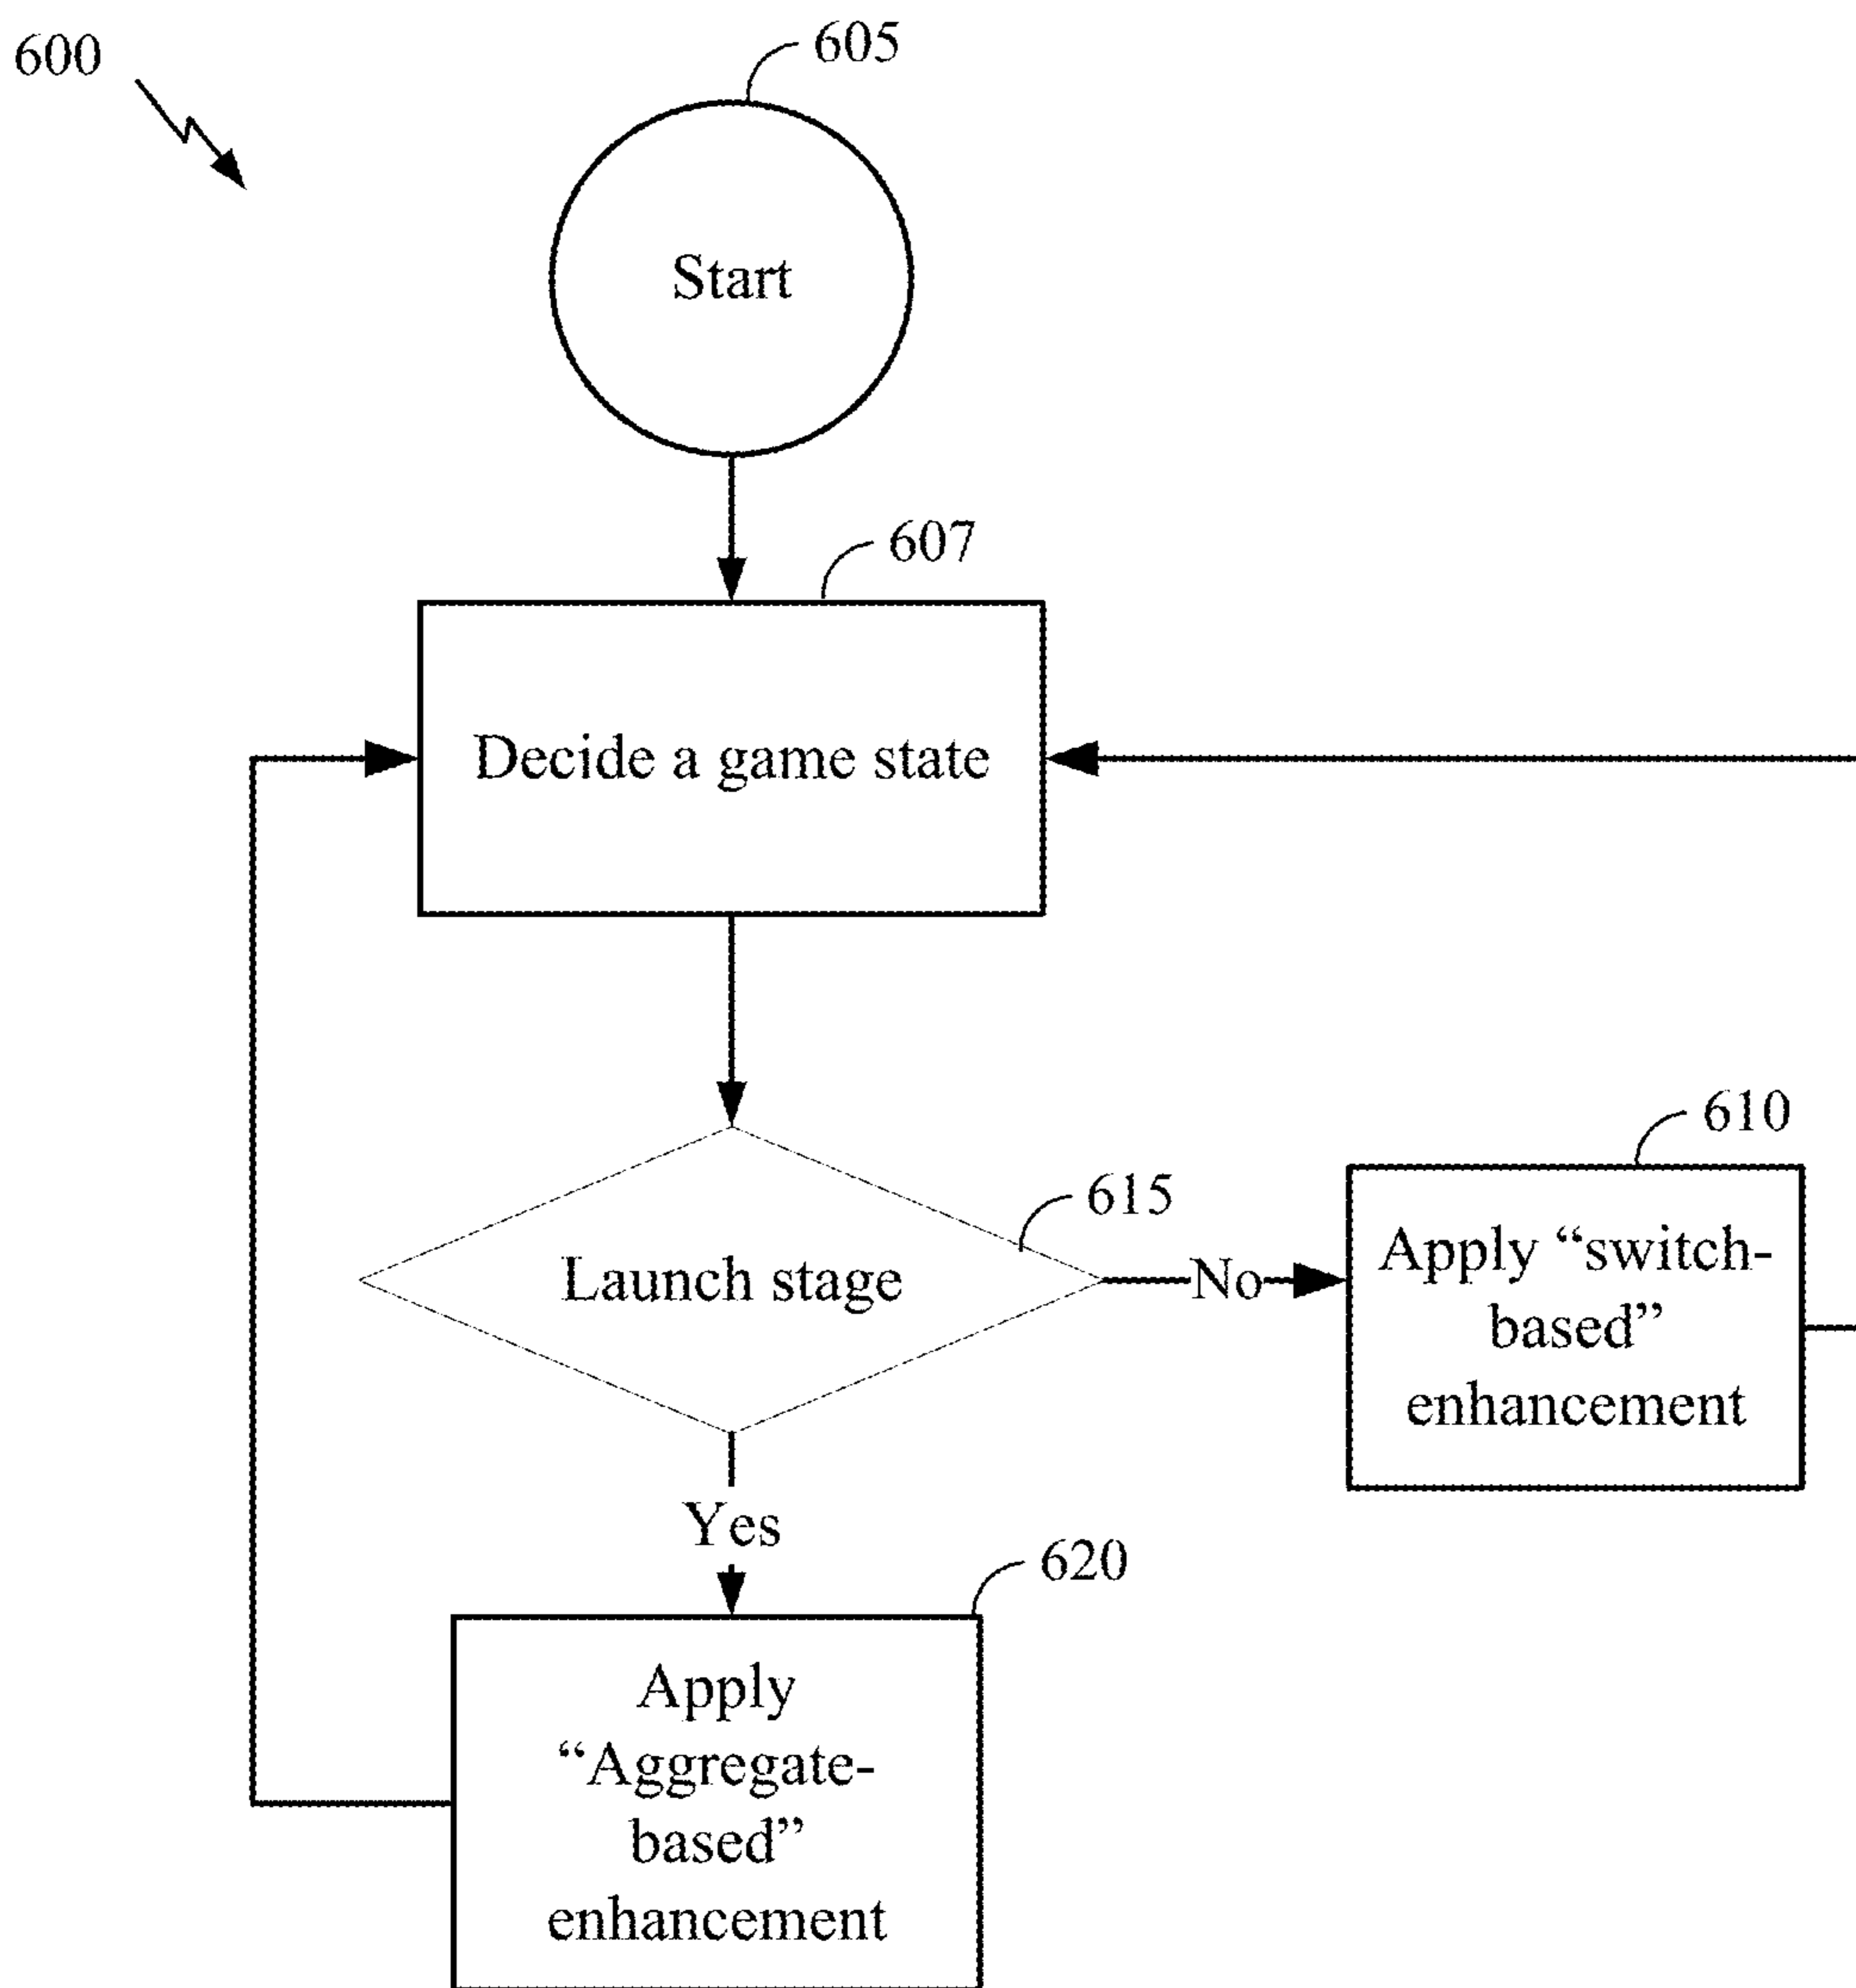 600
605
Start
607
Decide a game state
615
Launch stage
No
610
Apply “switch-
based”
enhancement
Yes
620
Apply
“Aggregate-
based”
enhancement